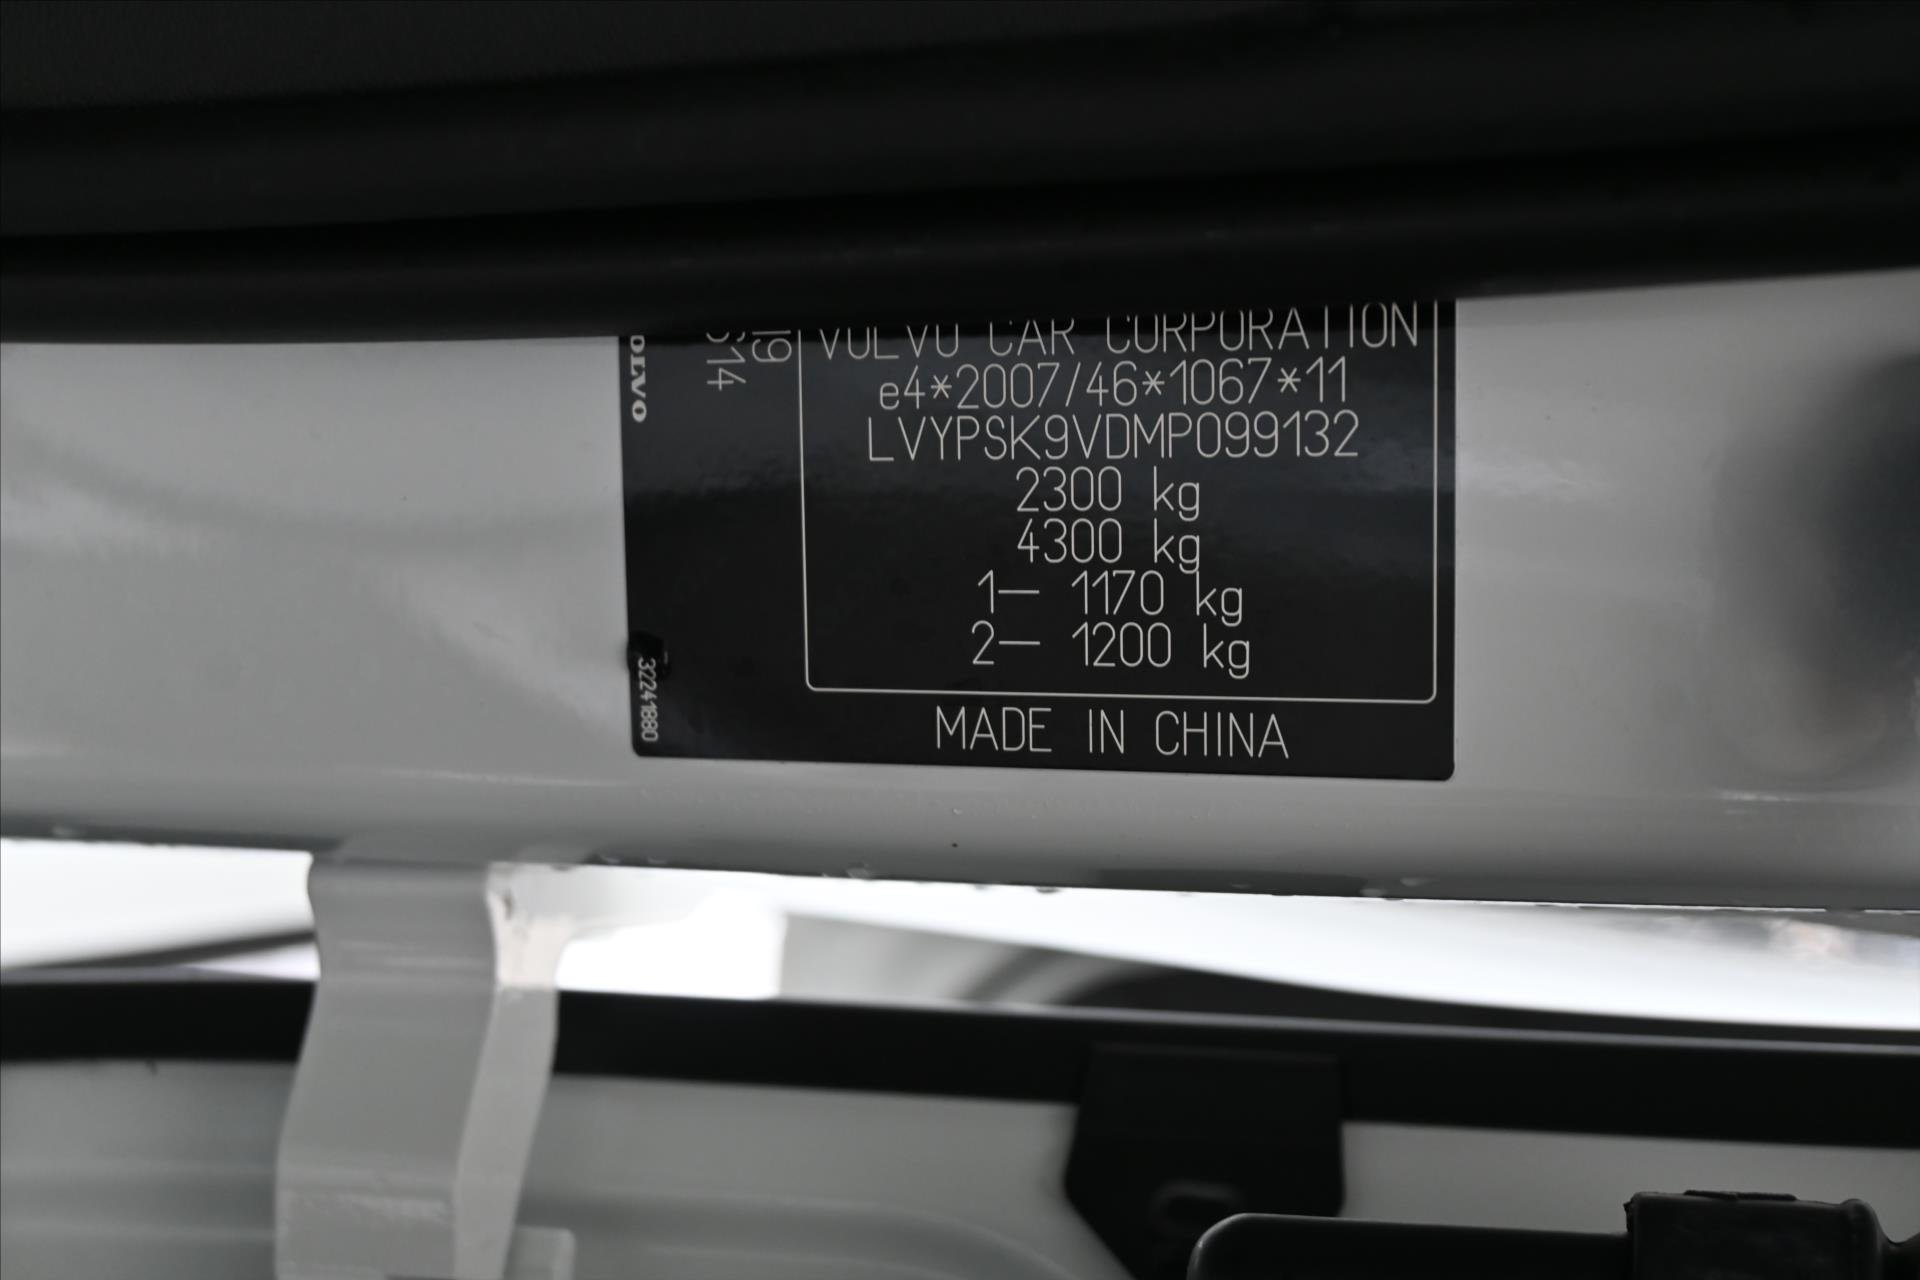 VOLVO CAR CORPORATION
e4*2007/46*1067*11
LVYPSK9VDMP099132
2300 kg
4300 kg
1— 1170 kg
2— 1200 kg
MADE IN CHINA
32241880